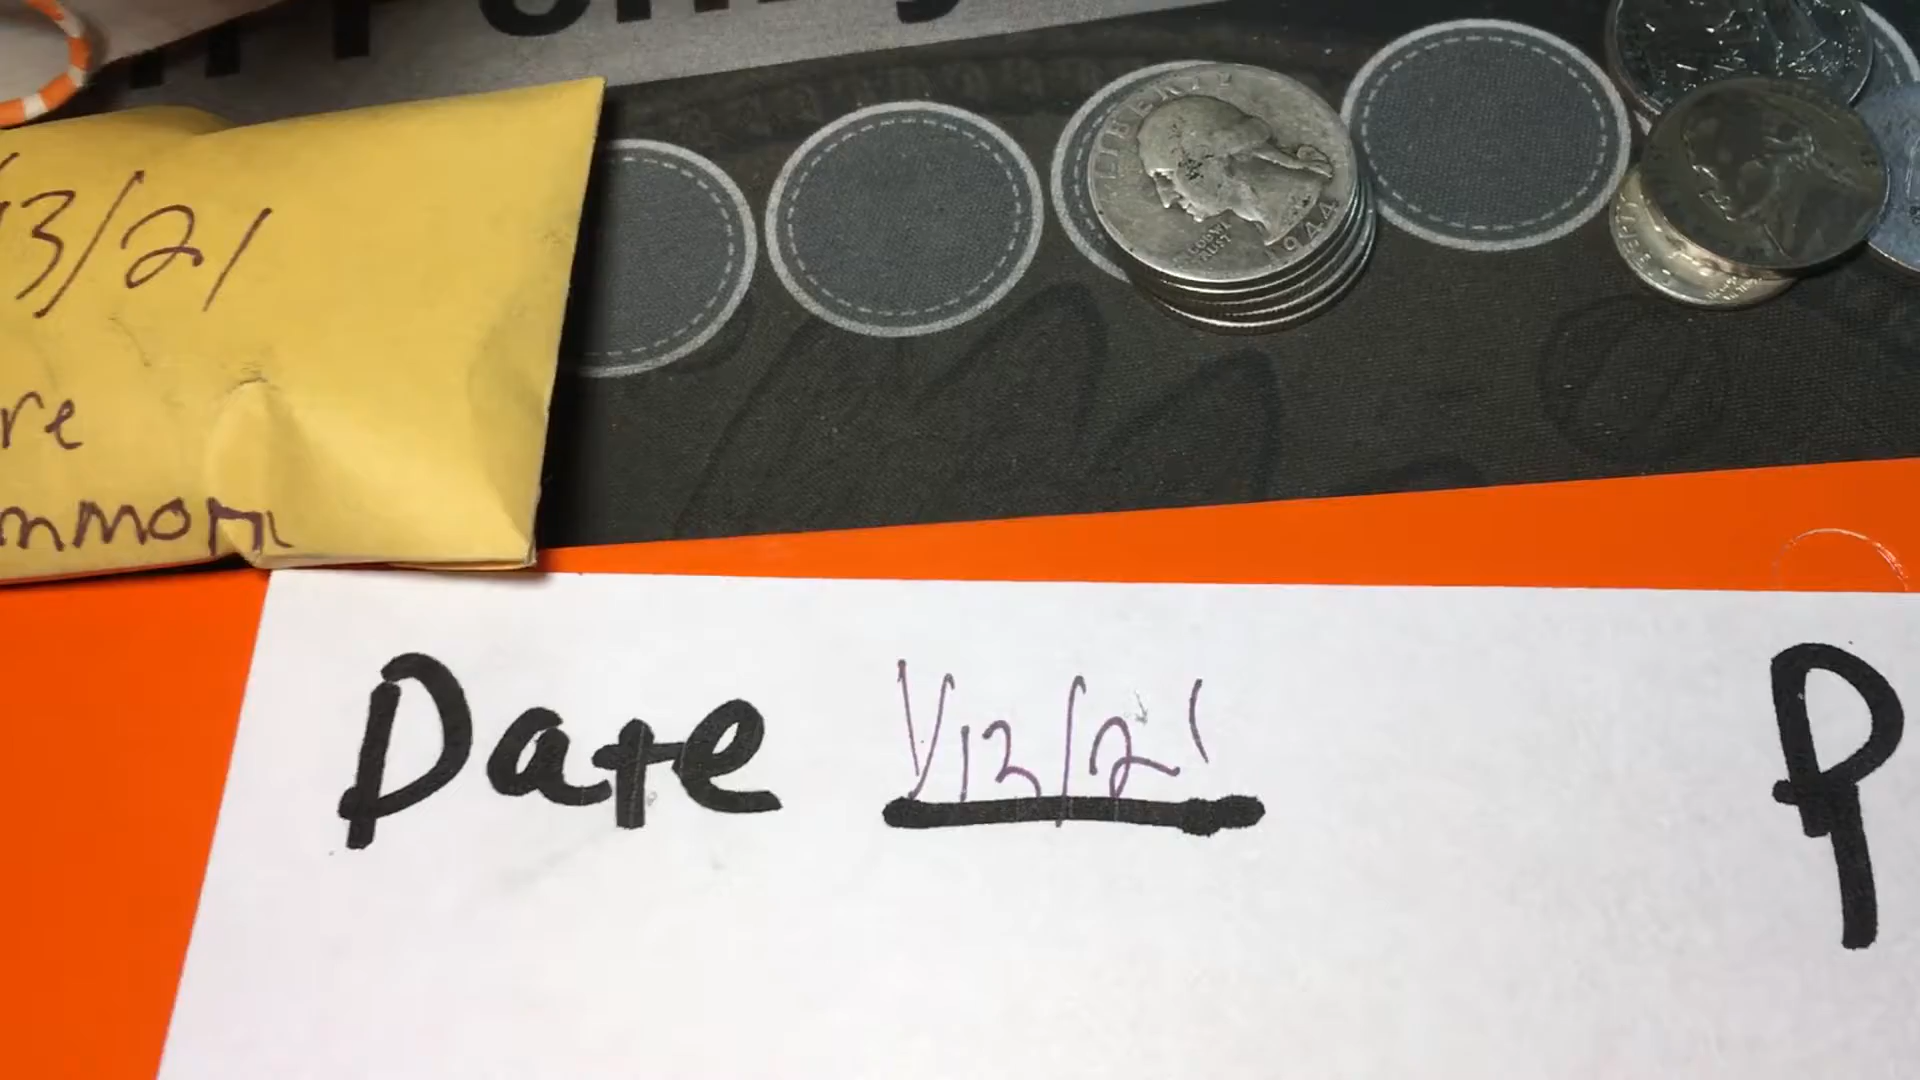 13/21
re
mmon
LIBERTY
IN GOD WE
TRUST
1944
Date 1/13/21 P